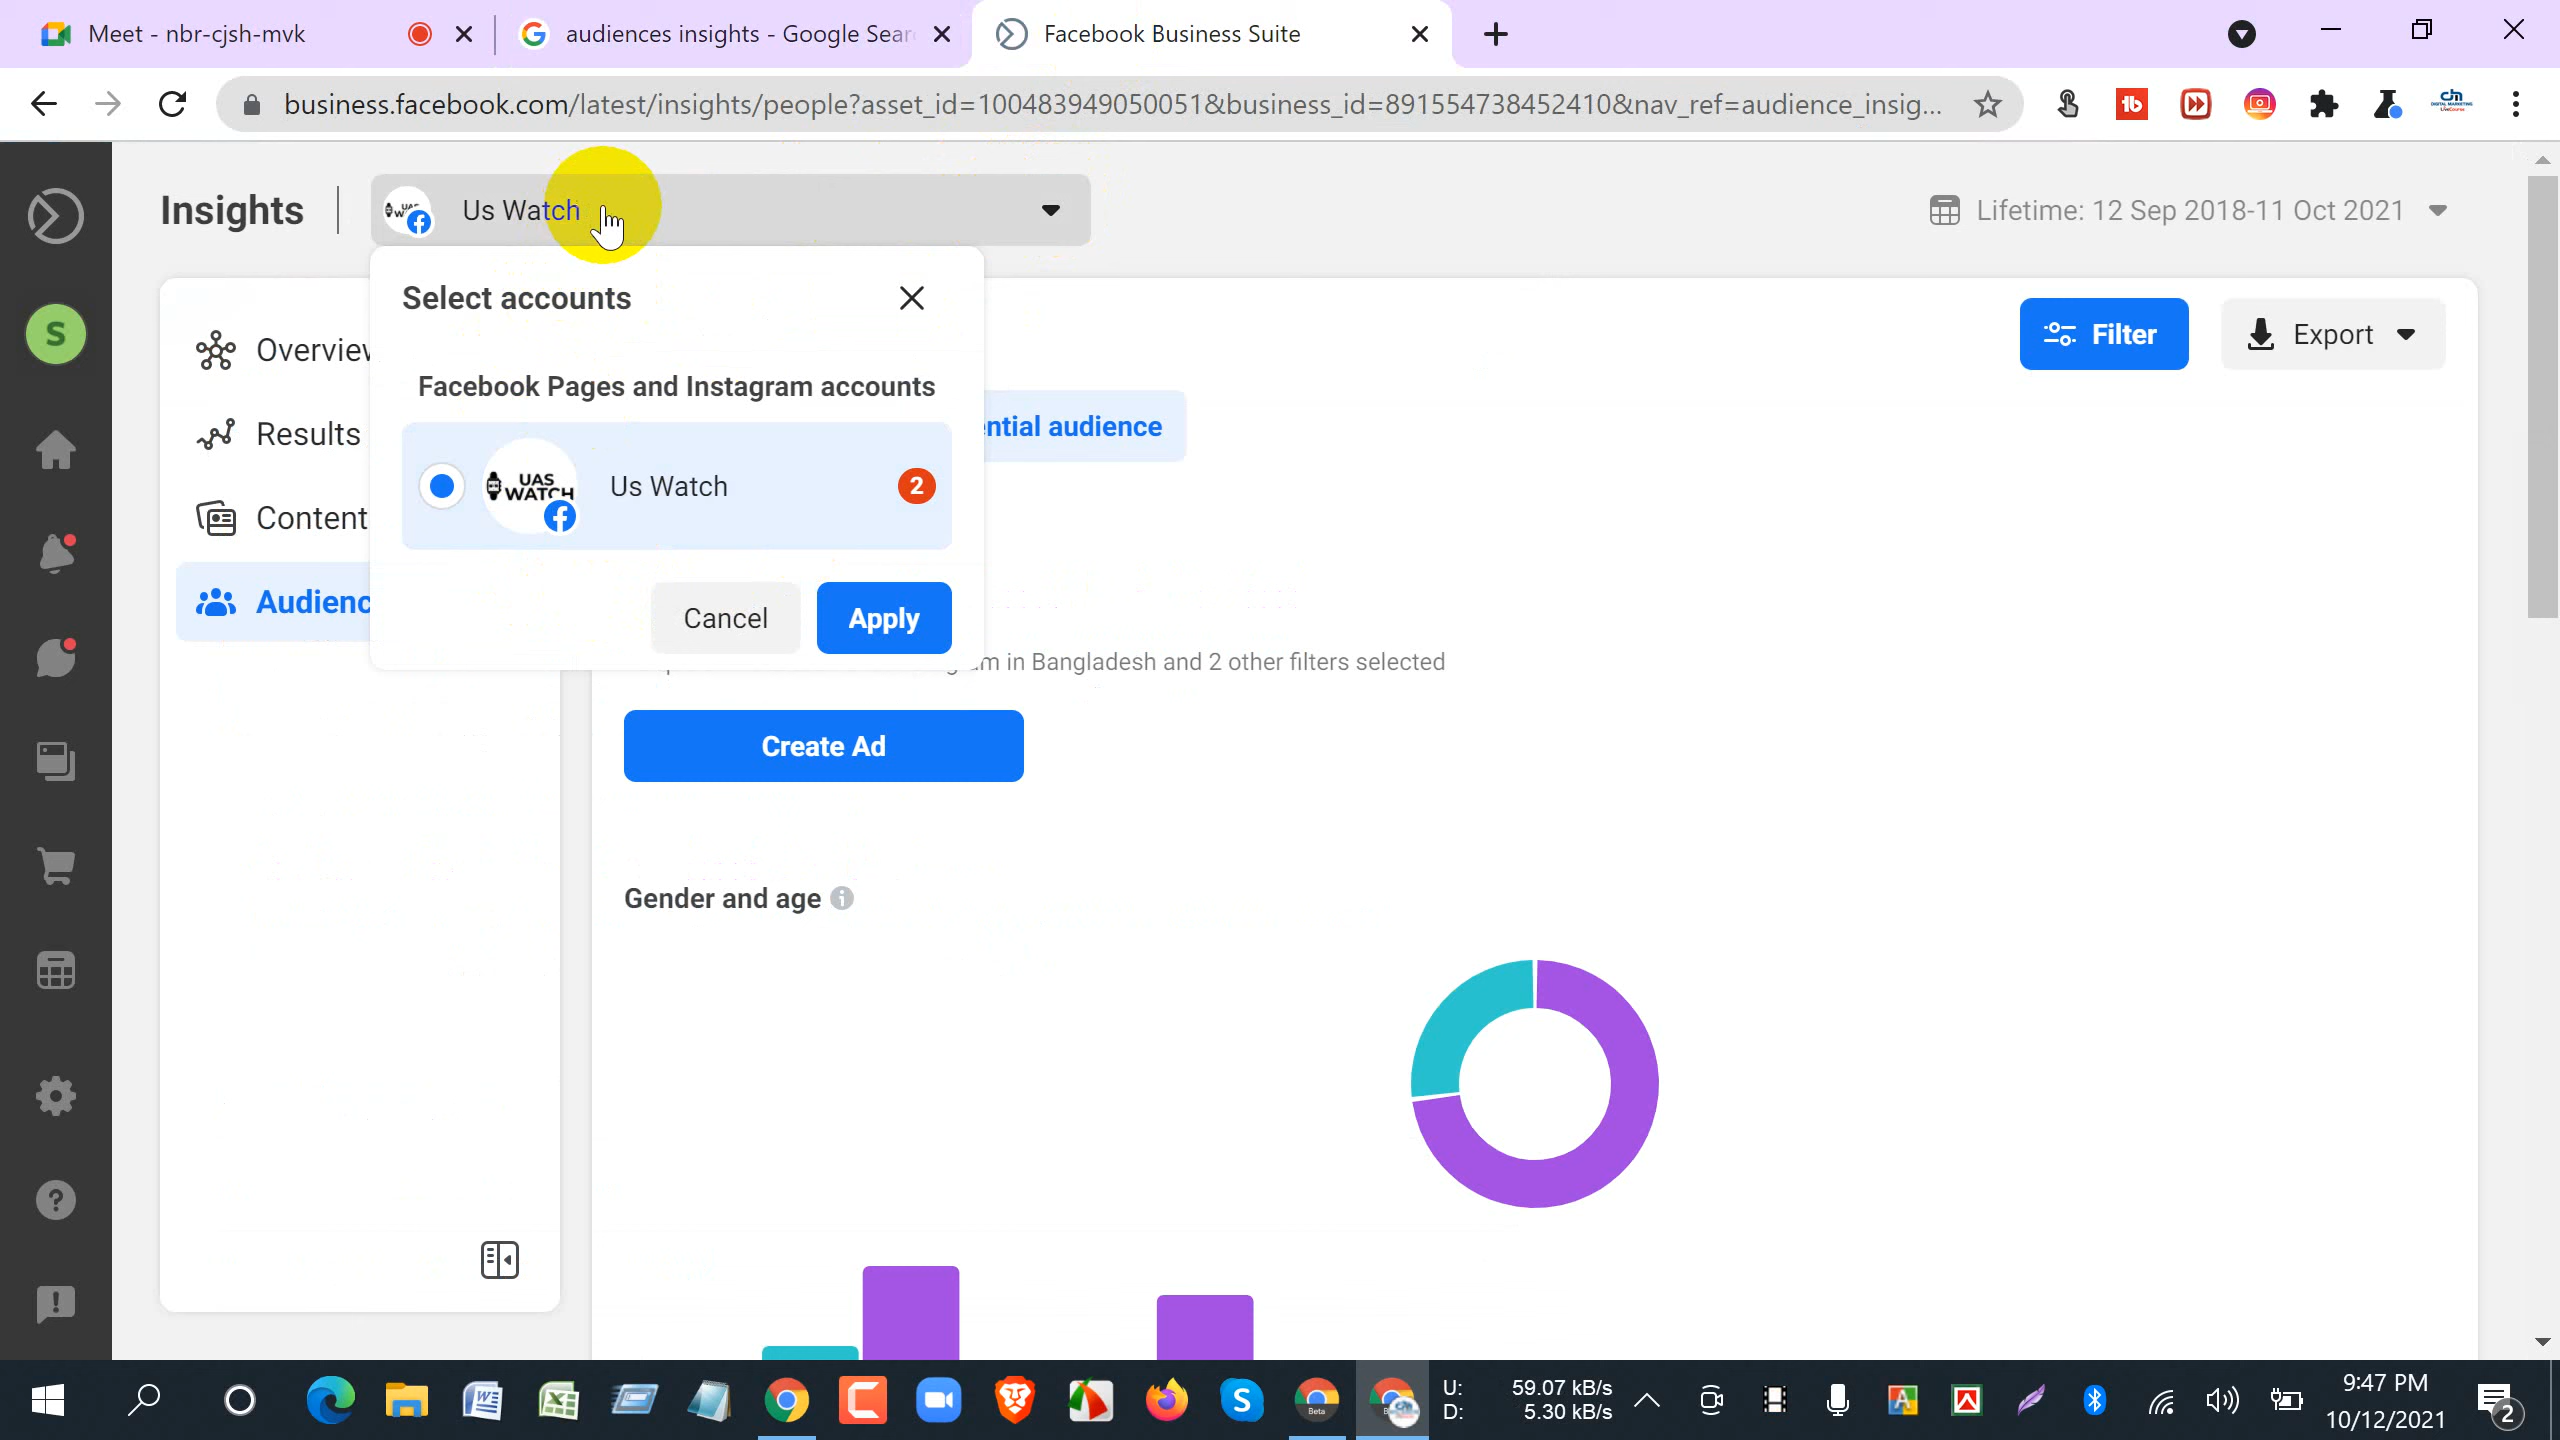 Meet - nbr-cjsh-mvk
audiences insights - Google Sear
Facebook Business Suite
business.facebook.com/latest/insights/people?asset_id=100483949050051&business_id=891554738452410&nav_ref=audience_insig...
Insights
Us Watch
Lifetime: 12 Sep 2018-11 Oct 2021
S
Select accounts
Facebook Pages and Instagram accounts
UAS
WATCH
Us Watch
2
Cancel
Apply
Overview
Results
Content
Audienc
Filter
Export
ential audience
am in Bangladesh and 2 other filters selected
Create Ad
Gender and age
U: 59.07 kB/s
D: 5.30 kB/s
9:47 PM
10/12/2021
2